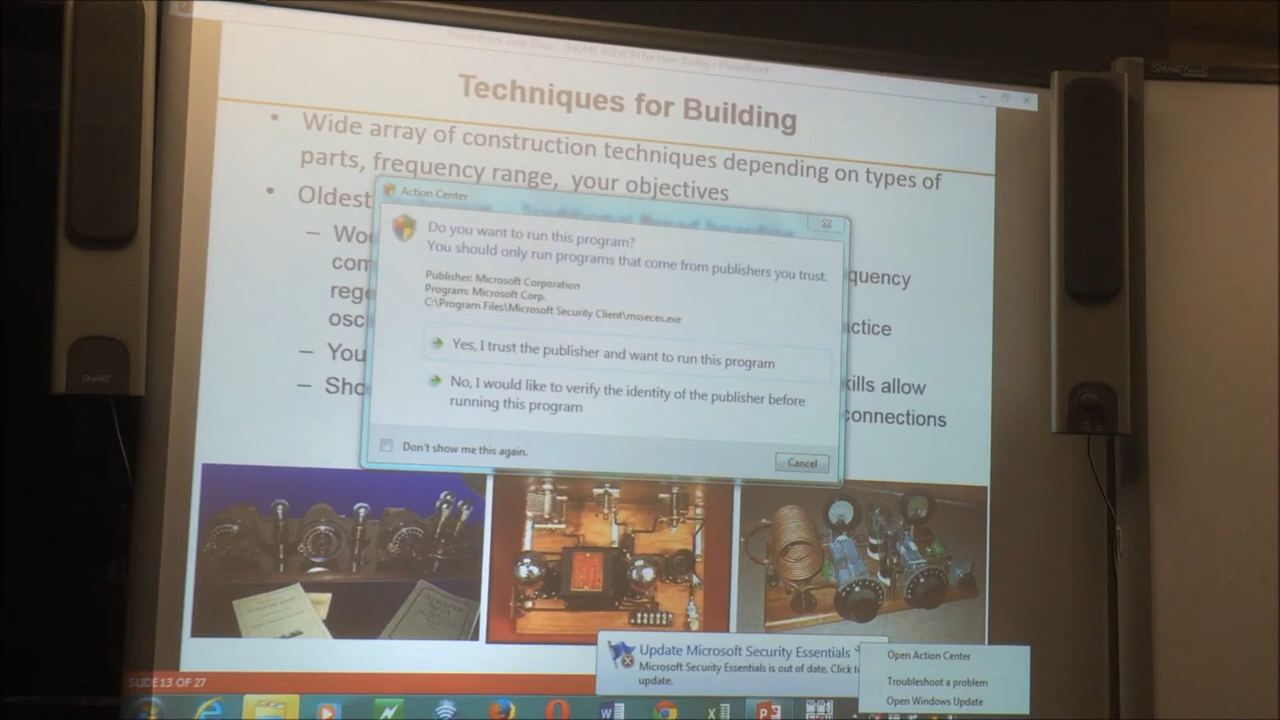 Techniques for Building
• Wide array of construction techniques depending on types of
parts, frequency range, your objectives
• Oldest
– Woo
com
quency
rege
osc
ctice
– You
kills allow
– Sho
connections
Action Center
Do you want to run this program?
You should only run programs that come from publishers you trust.
Publisher: Microsoft Corporation
Program: Microsoft Corp.
C:\Program Files\Microsoft Security Client\msseces.exe
Yes, I trust the publisher and want to run this program
No, I would like to verify the identity of the publisher before
running this program
Don't show me this again.
Cancel
Update Microsoft Security Essentials
Microsoft Security Essentials is out of date. Click to
update.
Open Action Center
Troubleshoot a problem
Open Windows Update
SLIDE 13 OF 27
SMART